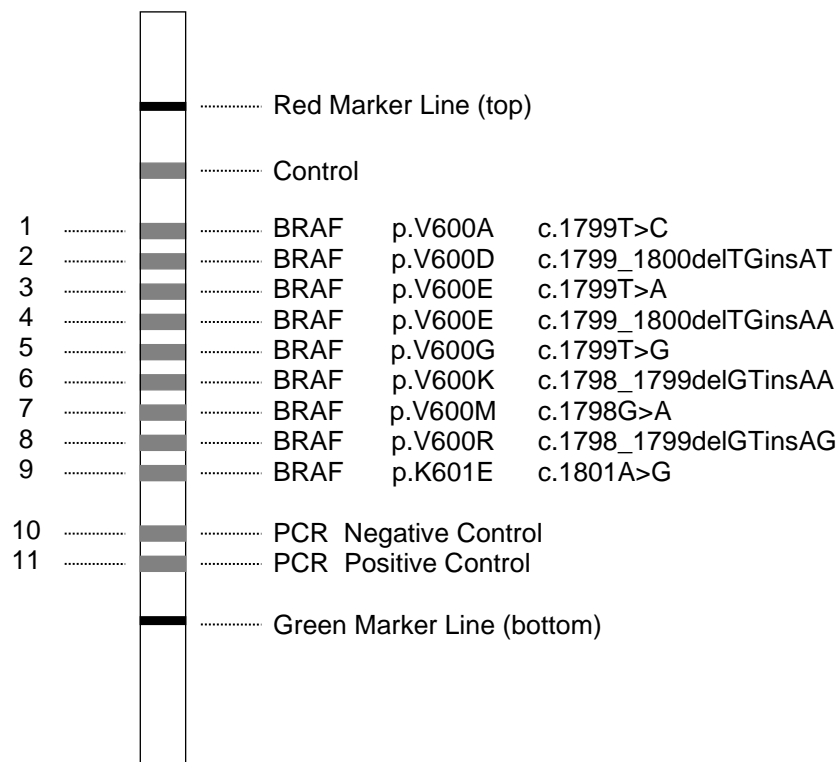 Red Marker Line (top)
Control
1 BRAF p.V600A c.1799T>C
2 BRAF p.V600D c.1799_1800delTGinsAT
3 BRAF p.V600E c.1799T>A
4 BRAF p.V600E c.1799_1800delTGinsAA
5 BRAF p.V600G c.1799T>G
6 BRAF p.V600K c.1798_1799delGTinsAA
7 BRAF p.V600M c.1798G>A
8 BRAF p.V600R c.1798_1799delGTinsAG
9 BRAF p.K601E c.1801A>G
10 PCR Negative Control
11 PCR Positive Control
Green Marker Line (bottom)